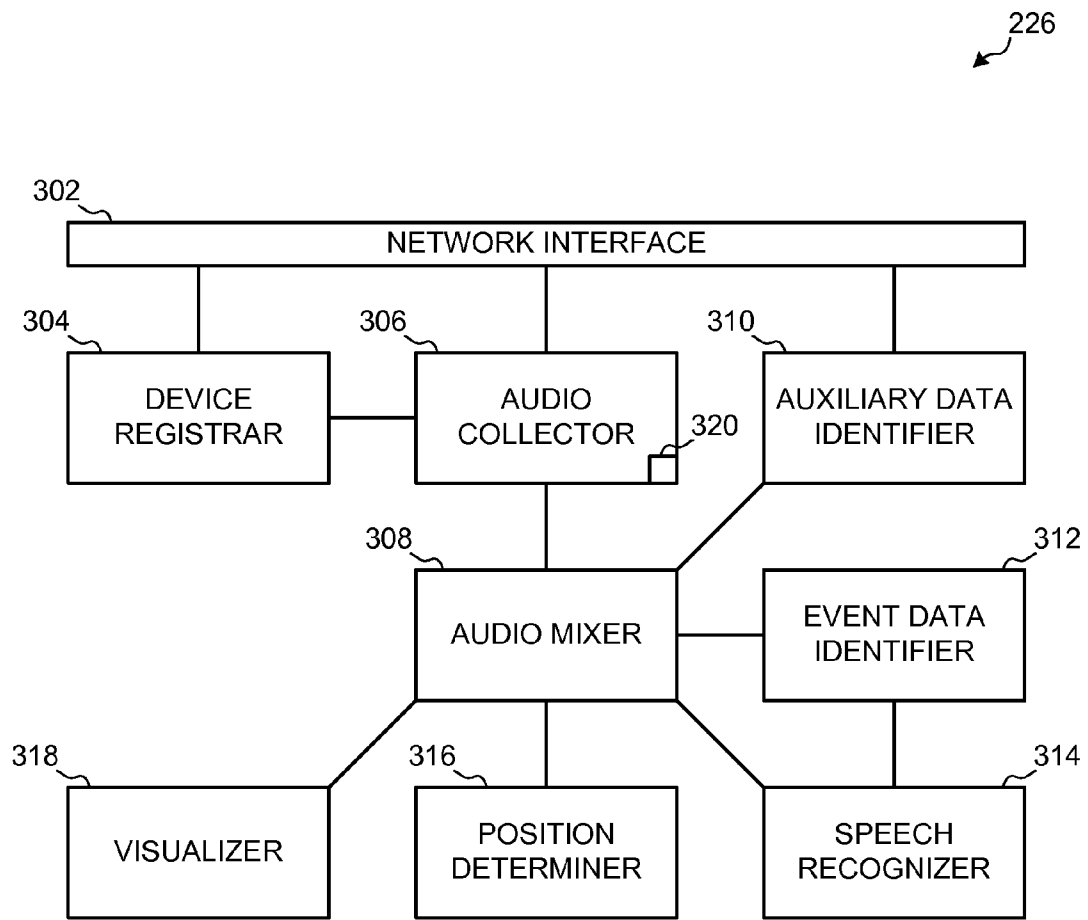 226
302
NETWORK INTERFACE
304
306
310
DEVICE
REGISTRAR
AUDIO
COLLECTOR
320
AUXILIARY DATA
IDENTIFIER
308
312
AUDIO MIXER
EVENT DATA
IDENTIFIER
318
316
314
VISUALIZER
POSITION
DETERMINER
SPEECH
RECOGNIZER